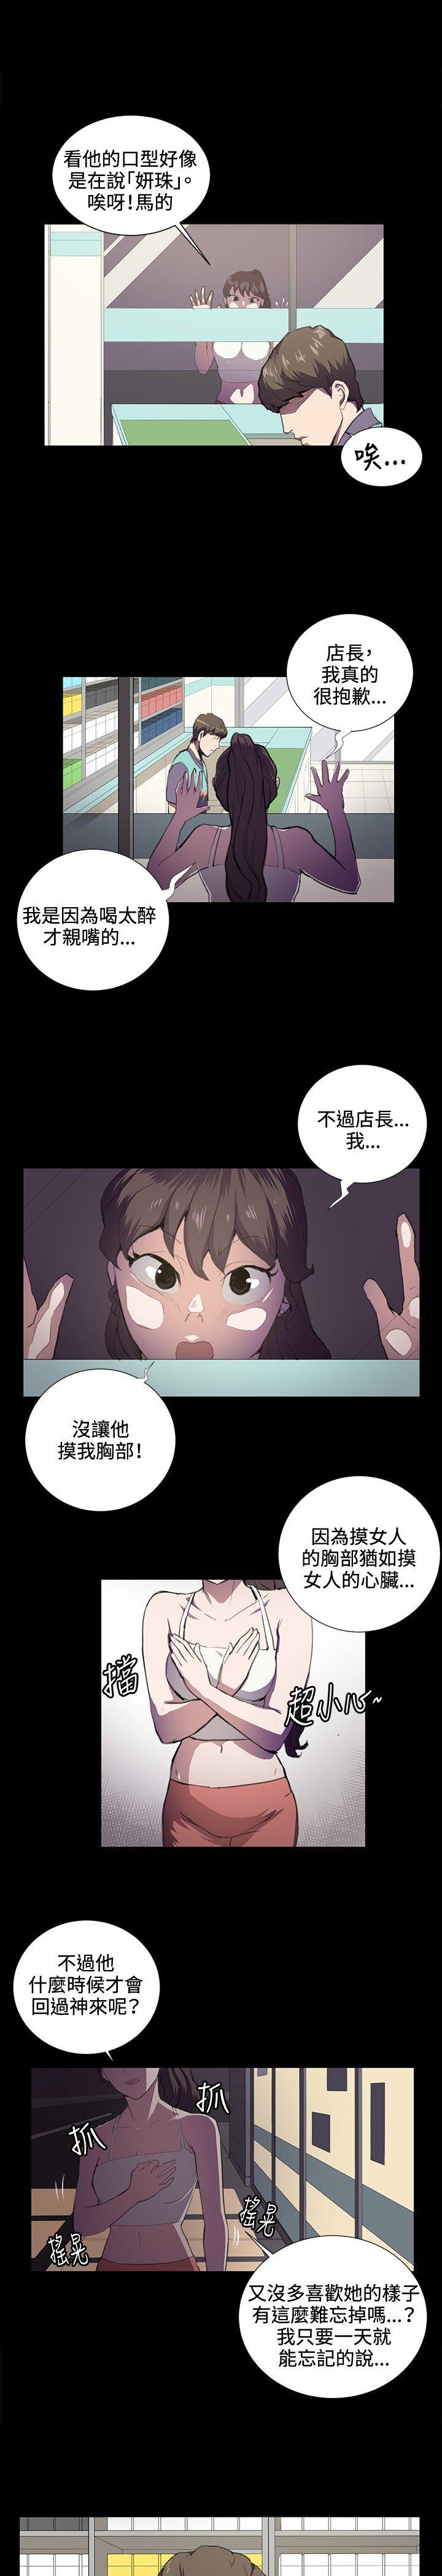 看他的口型好像
是在說「妍珠」。
唉呀!馬的
唉...
店長,
我真的
很抱歉...
我是因為喝太醉
才親嘴的...
不過店長...
我...
沒讓他
摸我胸部!
因為摸女人
的胸部猶如摸
女人的心臟...
擋
超小心~
不過他
什麼時候才會
回過神來呢?
抓
抓
搖晃
搖晃
又沒多喜歡她的樣子
有這麼難忘掉嗎...?
我只要一天就
能忘記的說...